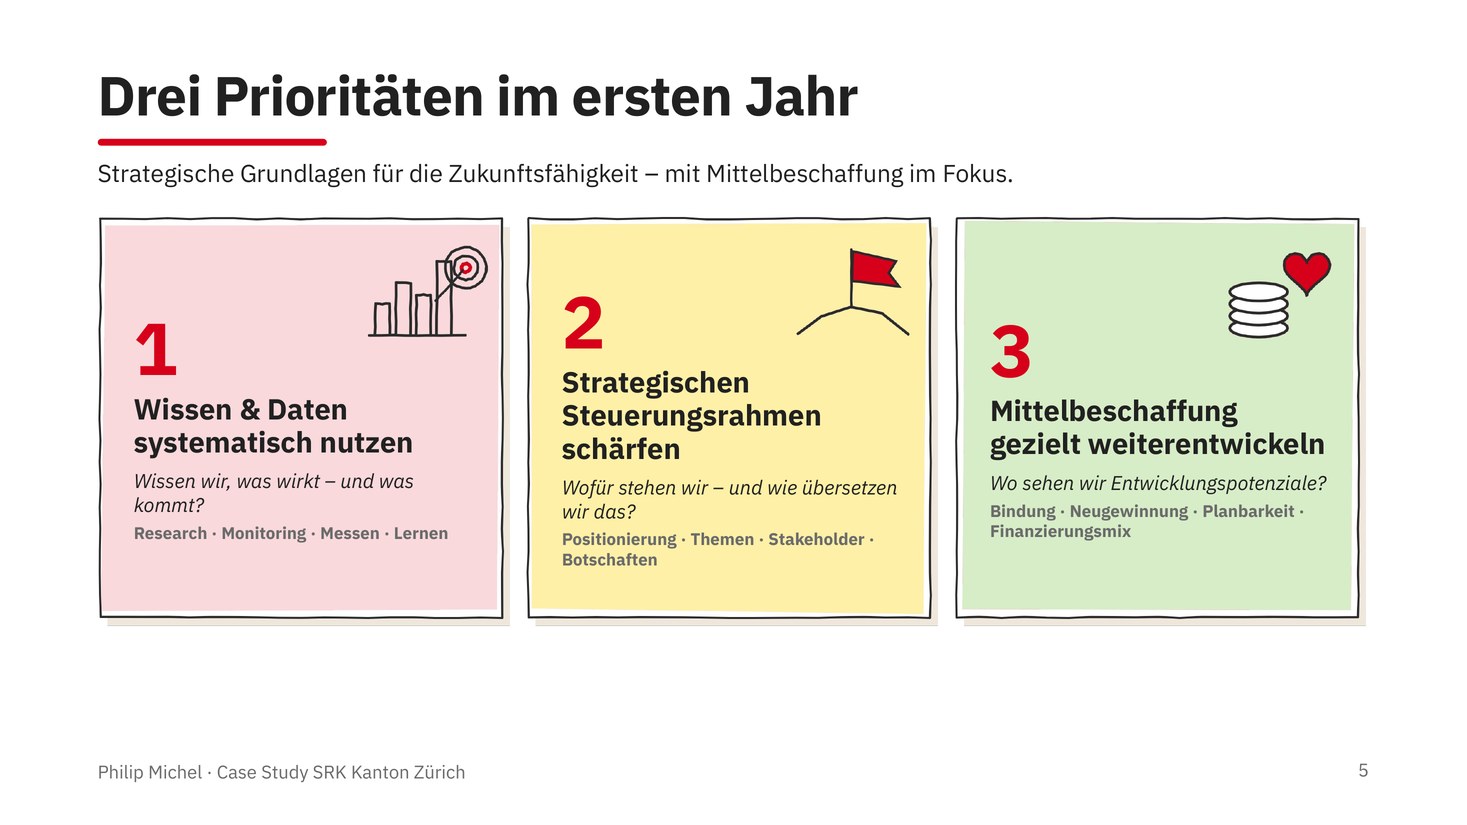 Drei Prioritäten im ersten Jahr
Strategische Grundlagen für die Zukunftsfähigkeit – mit Mittelbeschaffung im Fokus.
1
Wissen & Daten
systematisch nutzen
Wissen wir, was wirkt – und was
kommt?
Research · Monitoring · Messen · Lernen
2
Strategischen
Steuerungsrahmen
schärfen
Wofür stehen wir – und wie übersetzen
wir das?
Positionierung · Themen · Stakeholder ·
Botschaften
3
Mittelbeschaffung
gezielt weiterentwickeln
Wo sehen wir Entwicklungspotenziale?
Bindung · Neugewinnung · Planbarkeit ·
Finanzierungsmix
Philip Michel · Case Study SRK Kanton Zürich
5